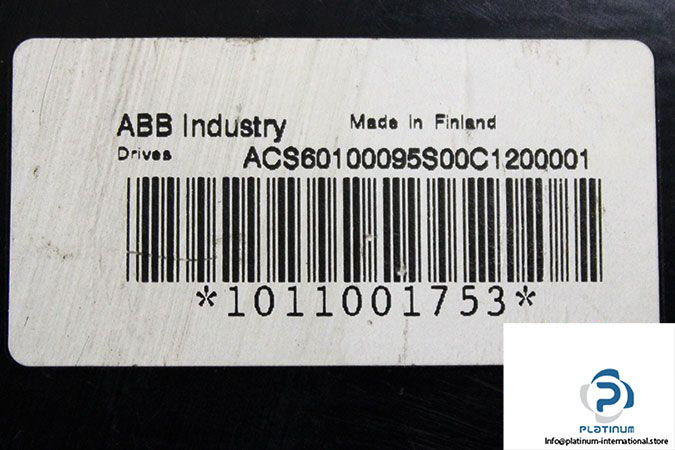 ABB Industry Made in Finland
Drives ACS60100095S00C1200001
*1011001753*
PLATINUM
Info@platinum-international.store